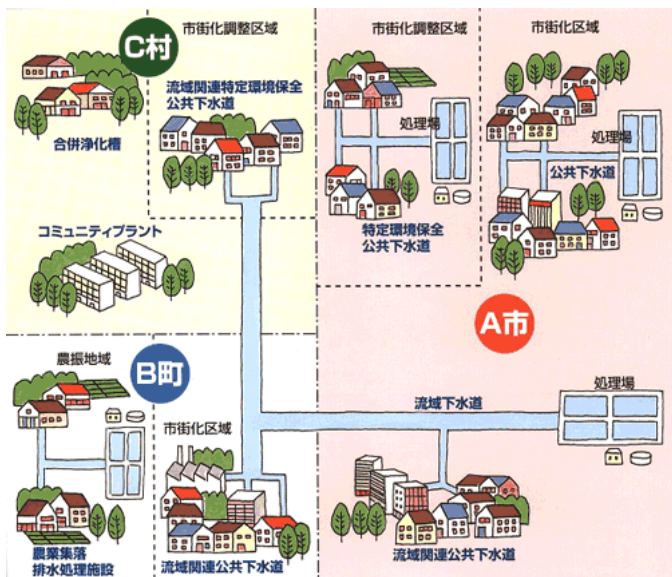 C村
市街化調整区域
流域関連特定環境保全
公共下水道
合併浄化槽
コミュニティプラント
市街化調整区域
処理場
特定環境保全
公共下水道
市街化区域
処理場
公共下水道
A市
B町
農振地域
農業集落
排水処理施設
市街化区域
流域関連公共下水道
流域下水道
処理場
流域関連公共下水道